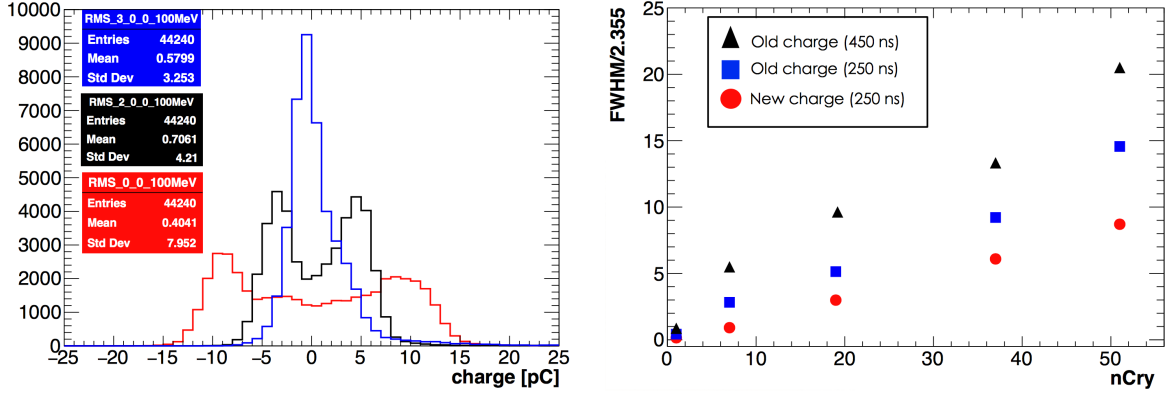 RMS_3_0_0_100MeV
Entries 44240
Mean 0.5799
Std Dev 3.253
RMS_2_0_0_100MeV
Entries 44240
Mean 0.7061
Std Dev 4.21
RMS_0_0_100MeV
Entries 44240
Mean 0.4041
Std Dev 7.952
10000
9000
8000
7000
6000
5000
4000
3000
2000
1000
0
−25 −20 −15 −10 −5 0 5 10 15 20 25
charge [pC]
FWHM/2.355
25
20
15
10
5
0
Old charge (450 ns)
Old charge (250 ns)
New charge (250 ns)
0 10 20 30 40 50
nCry